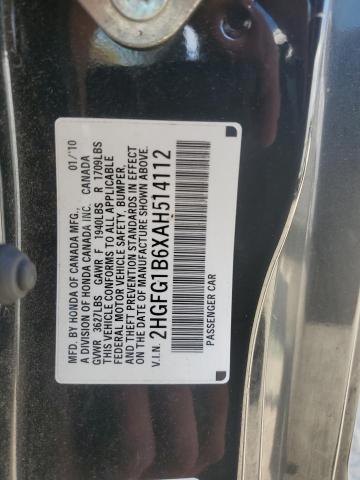 MFD. BY HONDA OF CANADA MFG. 01/'10
A DIVISION OF HONDA CANADA INC. CANADA
GVWR 3627LBS GAWR F 1940LBS R 1709LBS
THIS VEHICLE CONFORMS TO ALL APPLICABLE
FEDERAL MOTOR VEHICLE SAFETY, BUMPER,
AND THEFT PREVENTION STANDARDS IN EFFECT
ON THE DATE OF MANUFACTURE SHOWN ABOVE.
V.I.N. 2HGFG1B6XAH514112
PASSENGER CAR